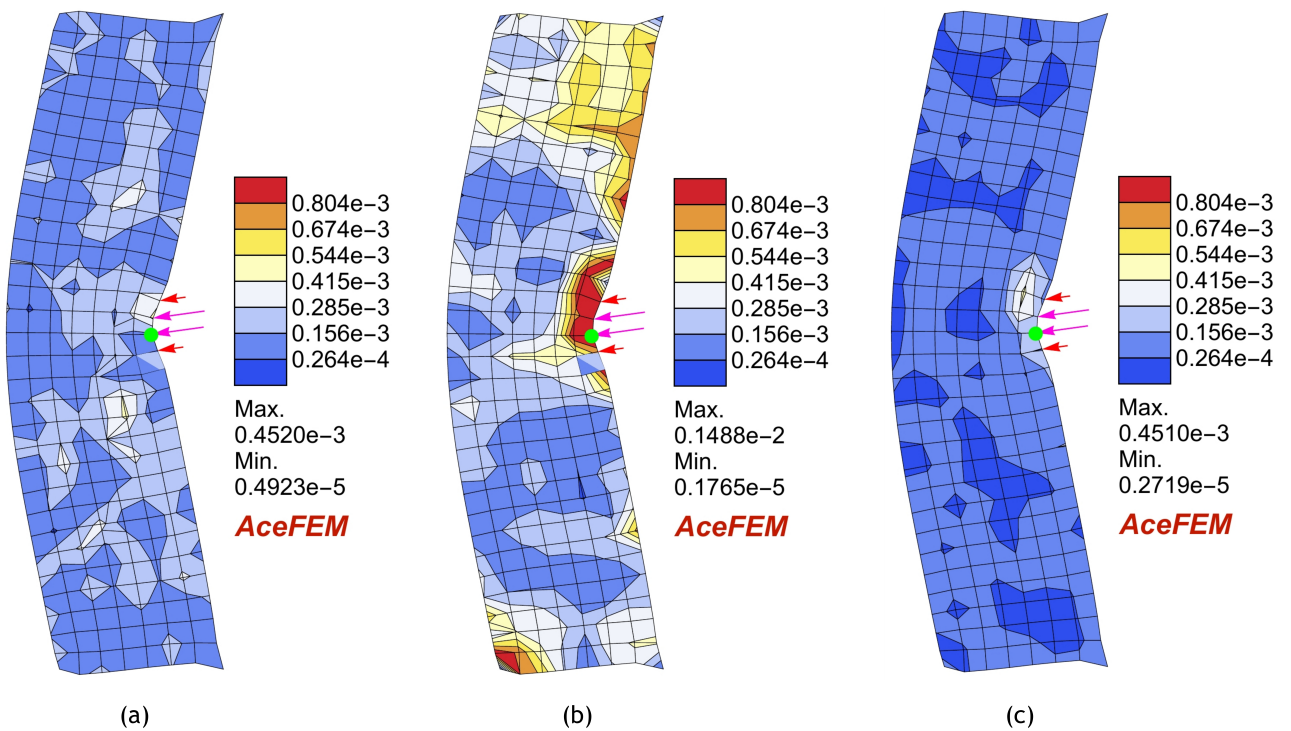 0.804e−3
0.674e−3
0.544e−3
0.415e−3
0.285e−3
0.156e−3
0.264e−4
Max.
0.4520e−3
Min.
0.4923e−5
AceFEM
(a)
0.804e−3
0.674e−3
0.544e−3
0.415e−3
0.285e−3
0.156e−3
0.264e−4
Max.
0.1488e−2
Min.
0.1765e−5
AceFEM
(b)
0.804e−3
0.674e−3
0.544e−3
0.415e−3
0.285e−3
0.156e−3
0.264e−4
Max.
0.4510e−3
Min.
0.2719e−5
AceFEM
(c)